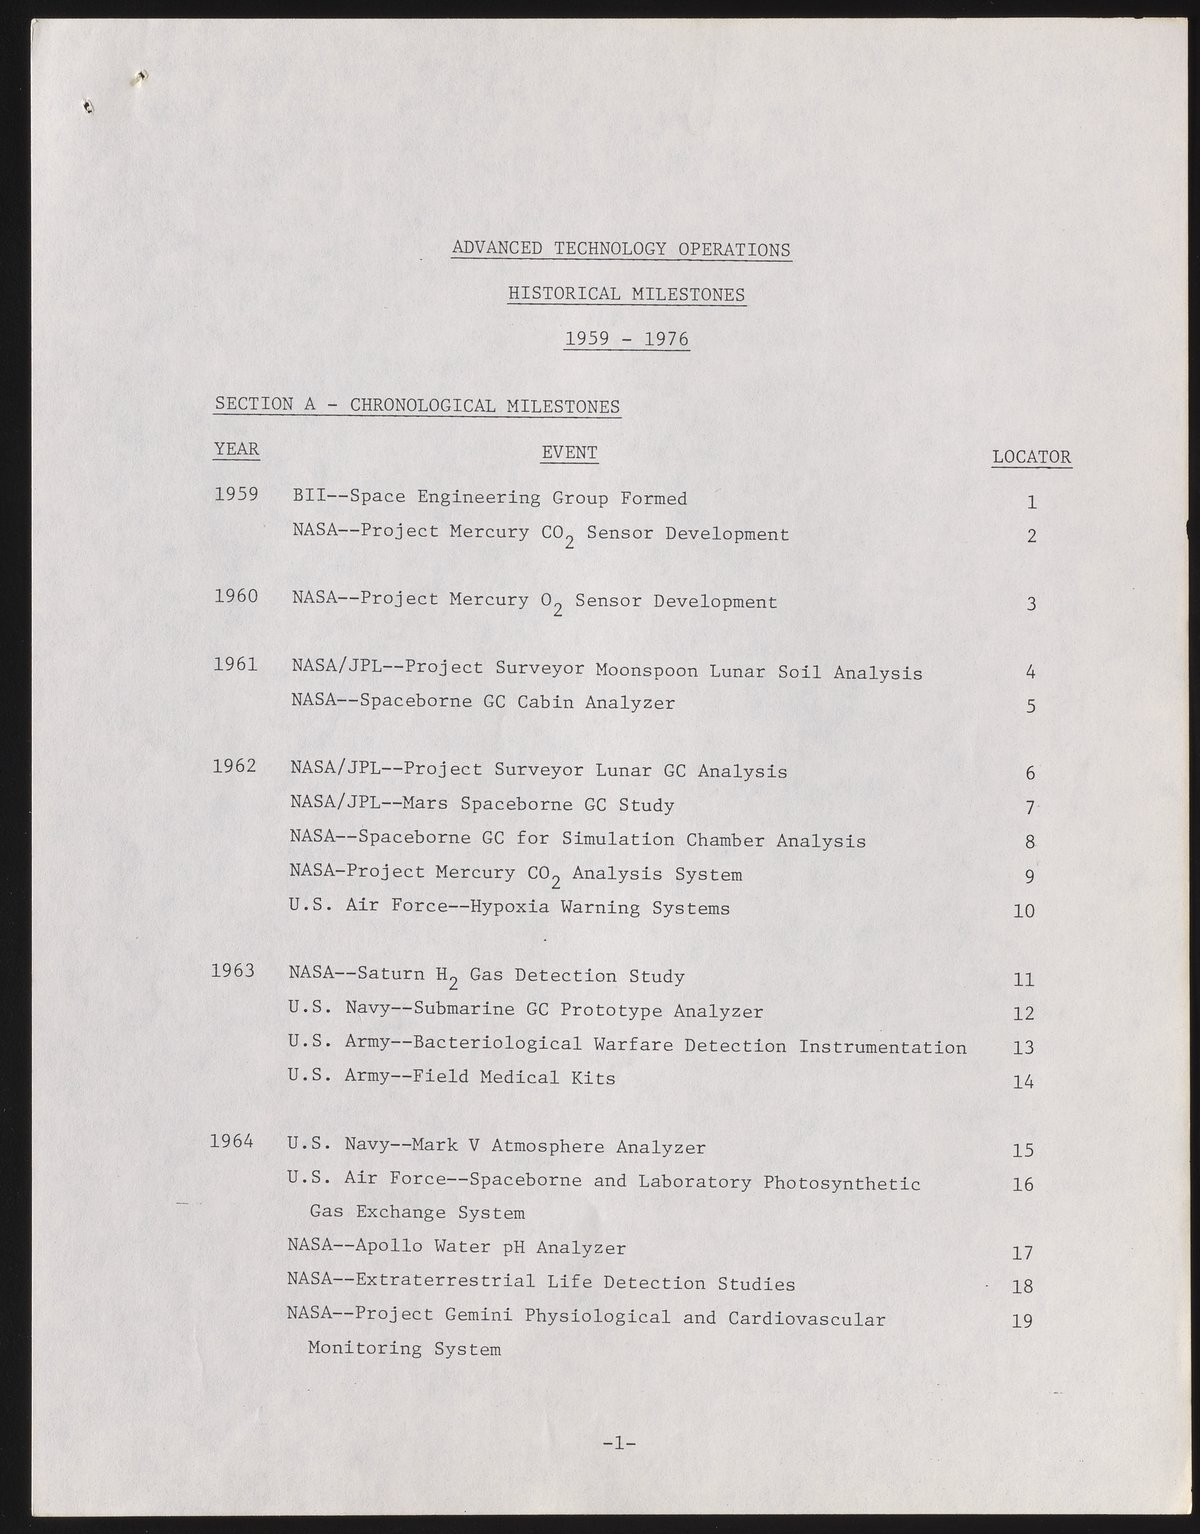 ADVANCED TECHNOLOGY OPERATIONS
HISTORICAL MILESTONES
1959 - 1976
SECTION A - CHRONOLOGICAL MILESTONES
YEAR EVENT LOCATOR
1959 BII--Space Engineering Group Formed 1
NASA--Project Mercury CO2 Sensor Development 2
1960 NASA--Project Mercury O2 Sensor Development 3
1961 NASA/JPL--Project Surveyor Moonspoon Lunar Soil Analysis 4
NASA--Spaceborne GC Cabin Analyzer 5
1962 NASA/JPL--Project Surveyor Lunar GC Analysis 6
NASA/JPL--Mars Spaceborne GC Study 7
NASA--Spaceborne GC for Simulation Chamber Analysis 8
NASA-Project Mercury CO2 Analysis System 9
U.S. Air Force--Hypoxia Warning Systems 10
1963 NASA--Saturn H2 Gas Detection Study 11
U.S. Navy--Submarine GC Prototype Analyzer 12
U.S. Army--Bacteriological Warfare Detection Instrumentation 13
U.S. Army--Field Medical Kits 14
1964 U.S. Navy--Mark V Atmosphere Analyzer 15
U.S. Air Force--Spaceborne and Laboratory Photosynthetic 16
Gas Exchange System
NASA--Apollo Water pH Analyzer 17
NASA--Extraterrestrial Life Detection Studies 18
NASA--Project Gemini Physiological and Cardiovascular 19
Monitoring System
-1-